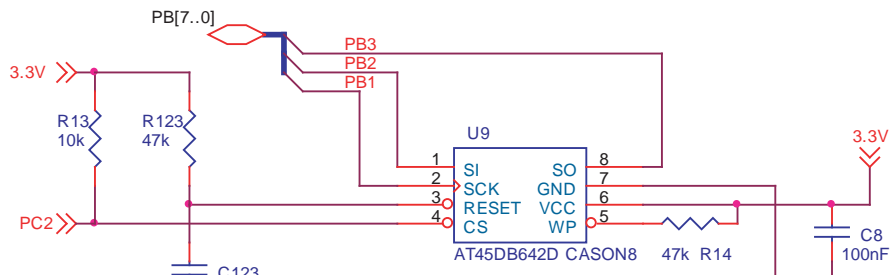 PB[7..0]
PB3
PB2
PB1
3.3V
R13
10k
R123
47k
U9
3.3V
1 SI SO 8
2 SCK GND 7
3 RESET VCC 6
4 CS WP 5
PC2
AT45DB642D CASON8
47k R14
C8
100nF
C123